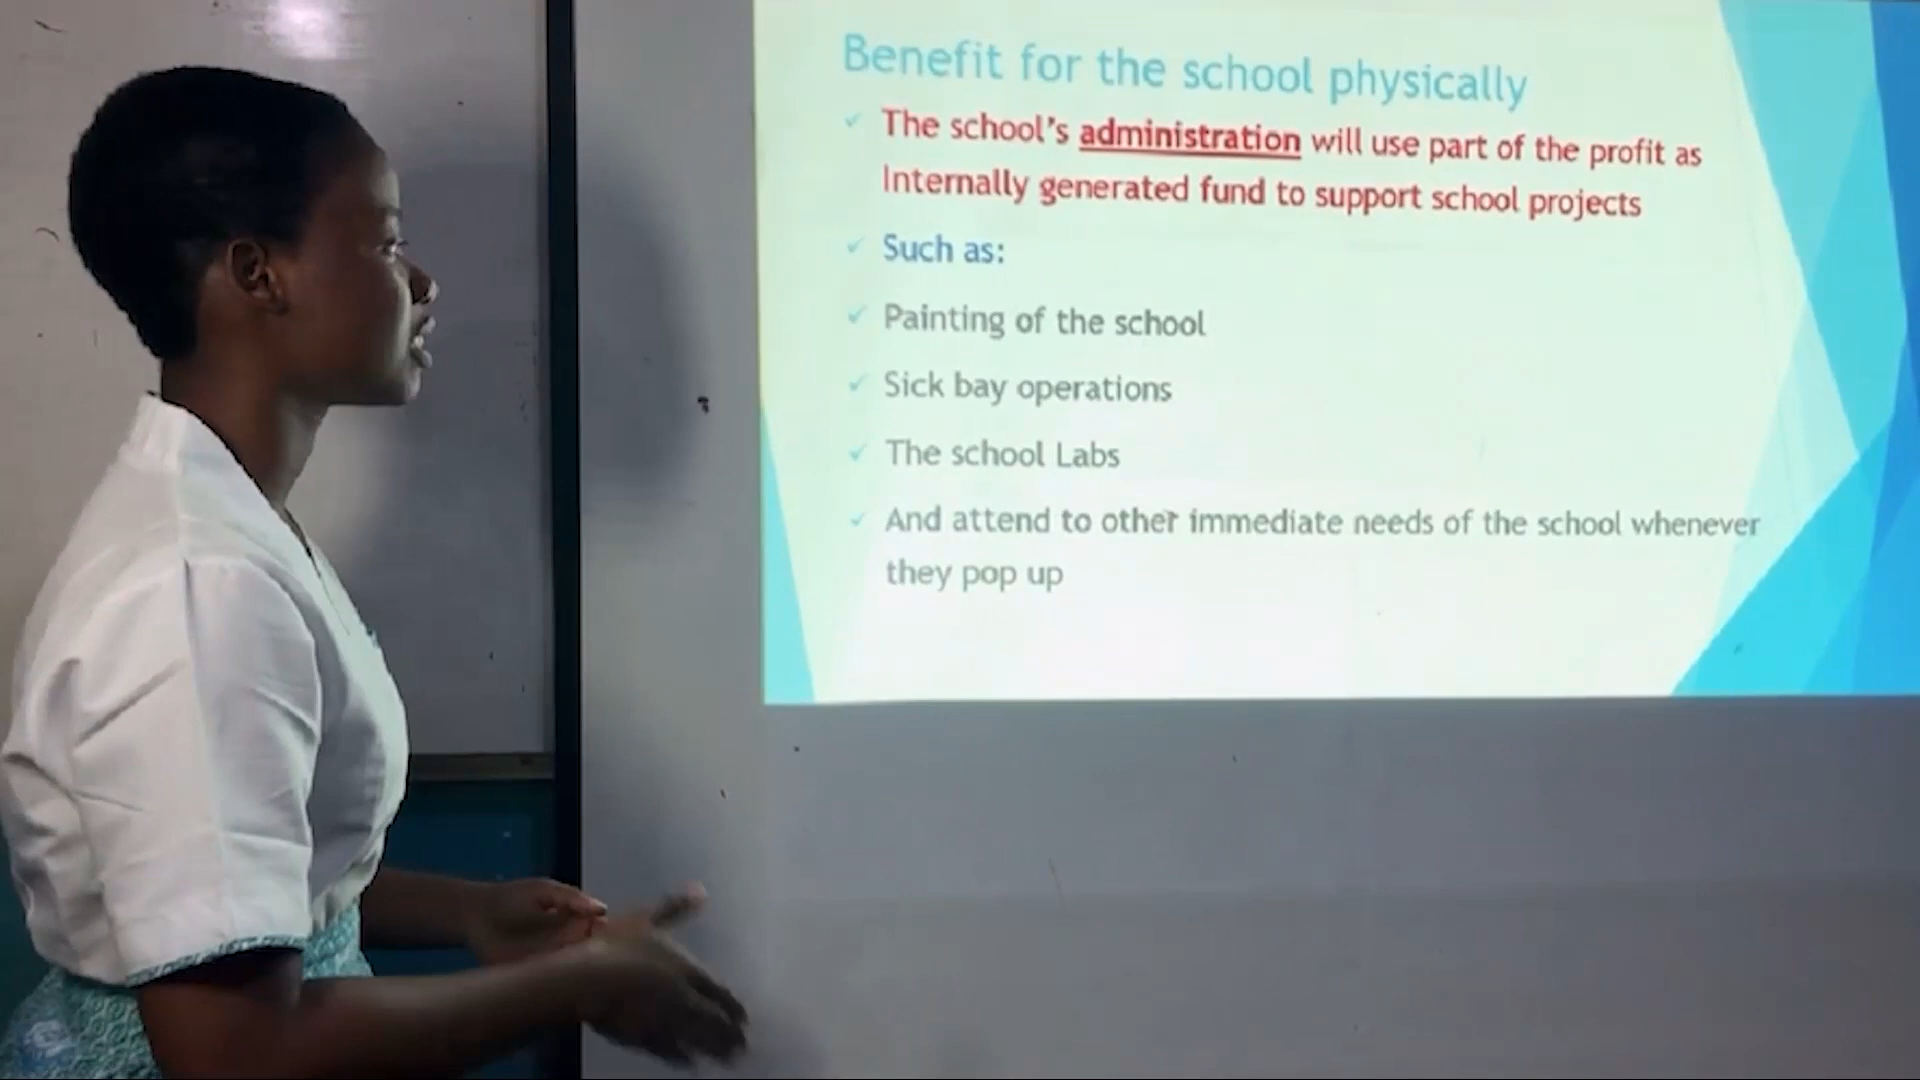 Benefit for the school physically
The school's administration will use part of the profit as
Internally generated fund to support school projects
Such as:
Painting of the school
Sick bay operations
The school Labs
And attend to other immediate needs of the school whenever
they pop up